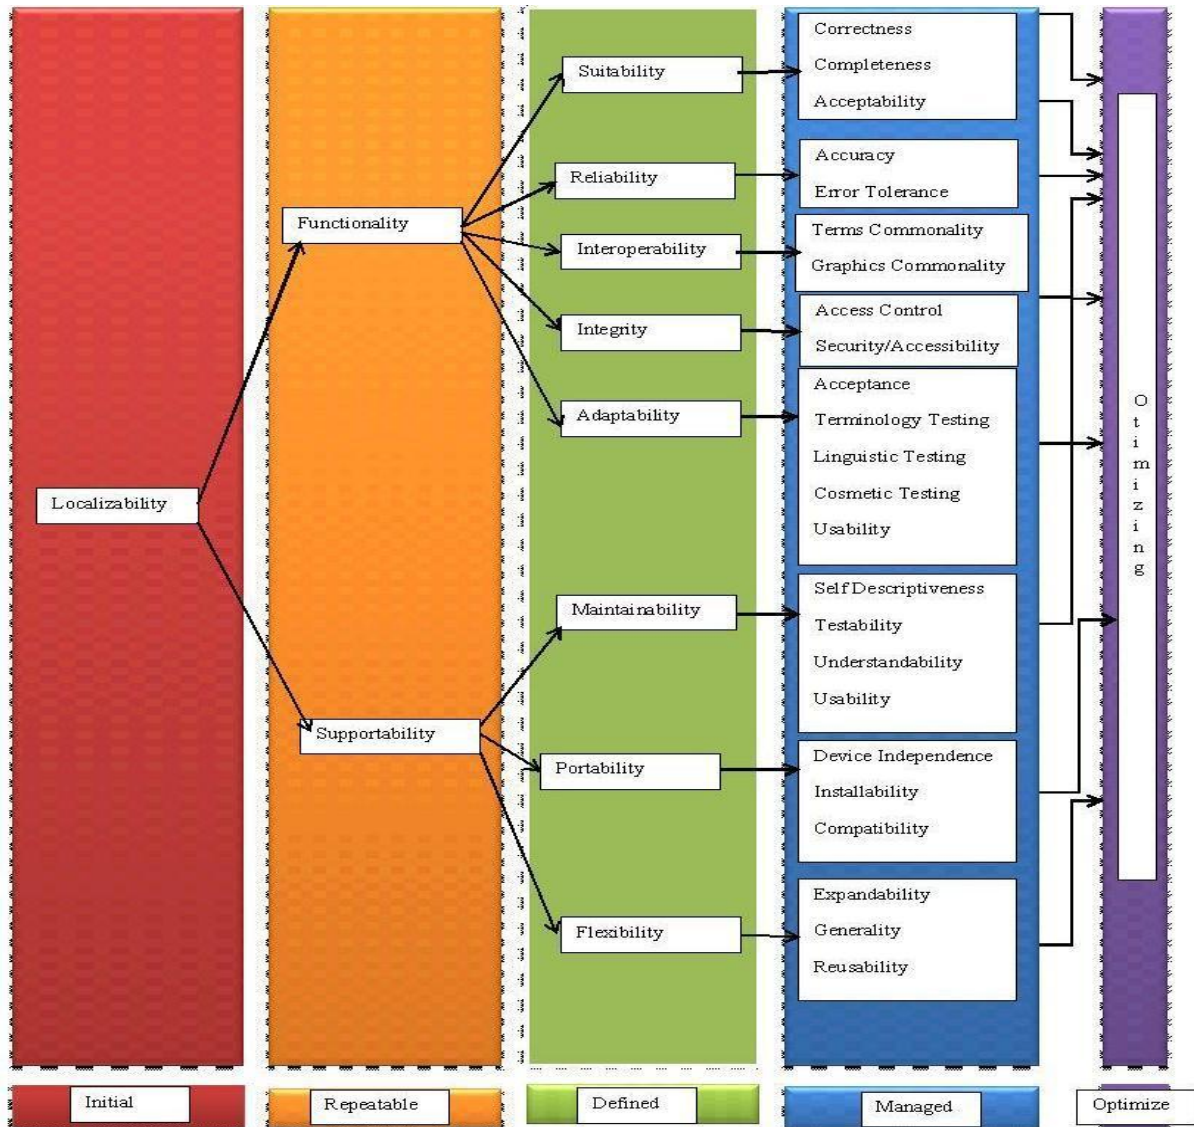 Localizability
Functionality
Supportability
Suitability
Reliability
Interoperability
Integrity
Adaptability
Maintainability
Portability
Flexibility
Correctness
Completeness
Acceptability
Accuracy
Error Tolerance
Terms Commonality
Graphics Commonality
Access Control
Security/Accessibility
Acceptance
Terminology Testing
Linguistic Testing
Cosmetic Testing
Usability
Self Descriptiveness
Testability
Understandability
Usability
Device Independence
Installability
Compatibility
Expandability
Generality
Reusability
Otimizing
Initial
Repeatable
Defined
Managed
Optimize